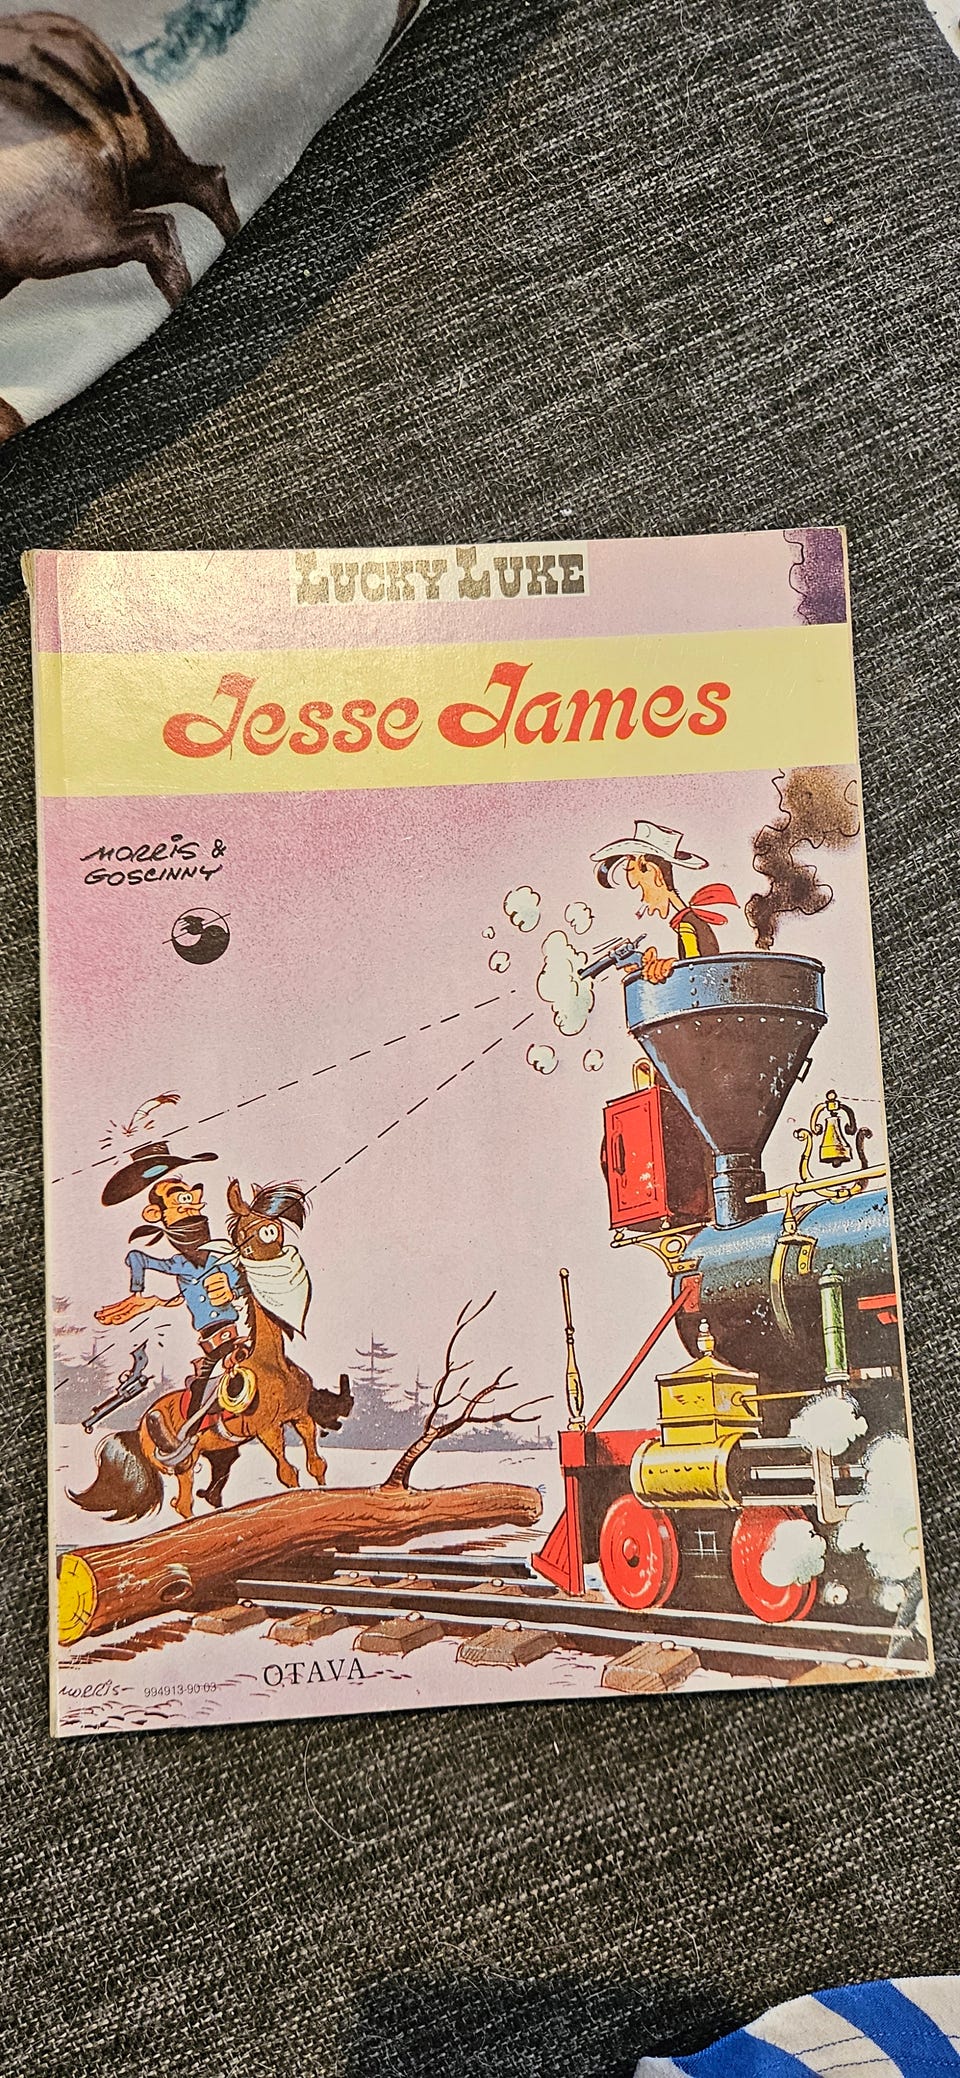 LUCKY LUKE
Jesse James
MORRIS &
GOSCINNY
OTAVA
MORRIS- 994913-90-03